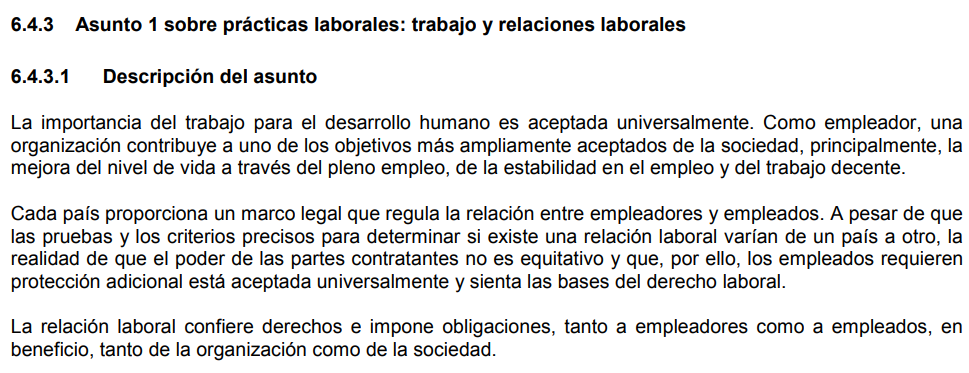 6.4.3 Asunto 1 sobre prácticas laborales: trabajo y relaciones laborales
6.4.3.1 Descripción del asunto
La importancia del trabajo para el desarrollo humano es aceptada universalmente. Como empleador, una
organización contribuye a uno de los objetivos más ampliamente aceptados de la sociedad, principalmente, la
mejora del nivel de vida a través del pleno empleo, de la estabilidad en el empleo y del trabajo decente.
Cada país proporciona un marco legal que regula la relación entre empleadores y empleados. A pesar de que
las pruebas y los criterios precisos para determinar si existe una relación laboral varían de un país a otro, la
realidad de que el poder de las partes contratantes no es equitativo y que, por ello, los empleados requieren
protección adicional está aceptada universalmente y sienta las bases del derecho laboral.
La relación laboral confiere derechos e impone obligaciones, tanto a empleadores como a empleados, en
beneficio, tanto de la organización como de la sociedad.